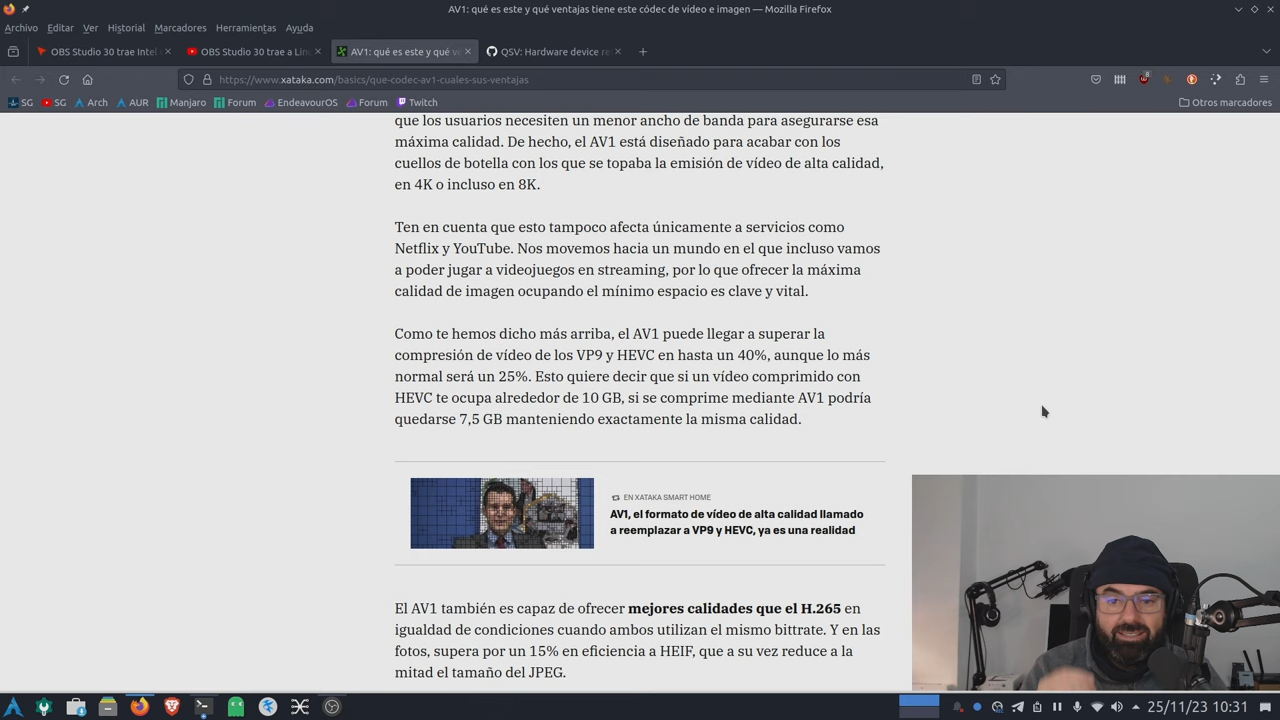 AV1: qué es este y qué ventajas tiene este códec de vídeo e imagen — Mozilla Firefox
Archivo Editar Ver Historial Marcadores Herramientas Ayuda
OBS Studio 30 trae Intel
OBS Studio 30 trae a Lin
AV1: qué es este y qué ve
QSV: Hardware device re
https://www.xataka.com/basics/que-codec-av1-cuales-sus-ventajas
8
SG SG Arch AUR Manjaro Forum EndeavourOS Forum Twitch Otros marcadores
que los usuarios necesiten un menor ancho de banda para asegurarse esa
máxima calidad. De hecho, el AV1 está diseñado para acabar con los
cuellos de botella con los que se topaba la emisión de vídeo de alta calidad,
en 4K o incluso en 8K.
Ten en cuenta que esto tampoco afecta únicamente a servicios como
Netflix y YouTube. Nos movemos hacia un mundo en el que incluso vamos
a poder jugar a videojuegos en streaming, por lo que ofrecer la máxima
calidad de imagen ocupando el mínimo espacio es clave y vital.
Como te hemos dicho más arriba, el AV1 puede llegar a superar la
compresión de vídeo de los VP9 y HEVC en hasta un 40%, aunque lo más
normal será un 25%. Esto quiere decir que si un vídeo comprimido con
HEVC te ocupa alrededor de 10 GB, si se comprime mediante AV1 podría
quedarse 7,5 GB manteniendo exactamente la misma calidad.
EN XATAKA SMART HOME
AV1, el formato de vídeo de alta calidad llamado
a reemplazar a VP9 y HEVC, ya es una realidad
El AV1 también es capaz de ofrecer mejores calidades que el H.265 en
igualdad de condiciones cuando ambos utilizan el mismo bittrate. Y en las
fotos, supera por un 15% en eficiencia a HEIF, que a su vez reduce a la
mitad el tamaño del JPEG.
25/11/23 10:31